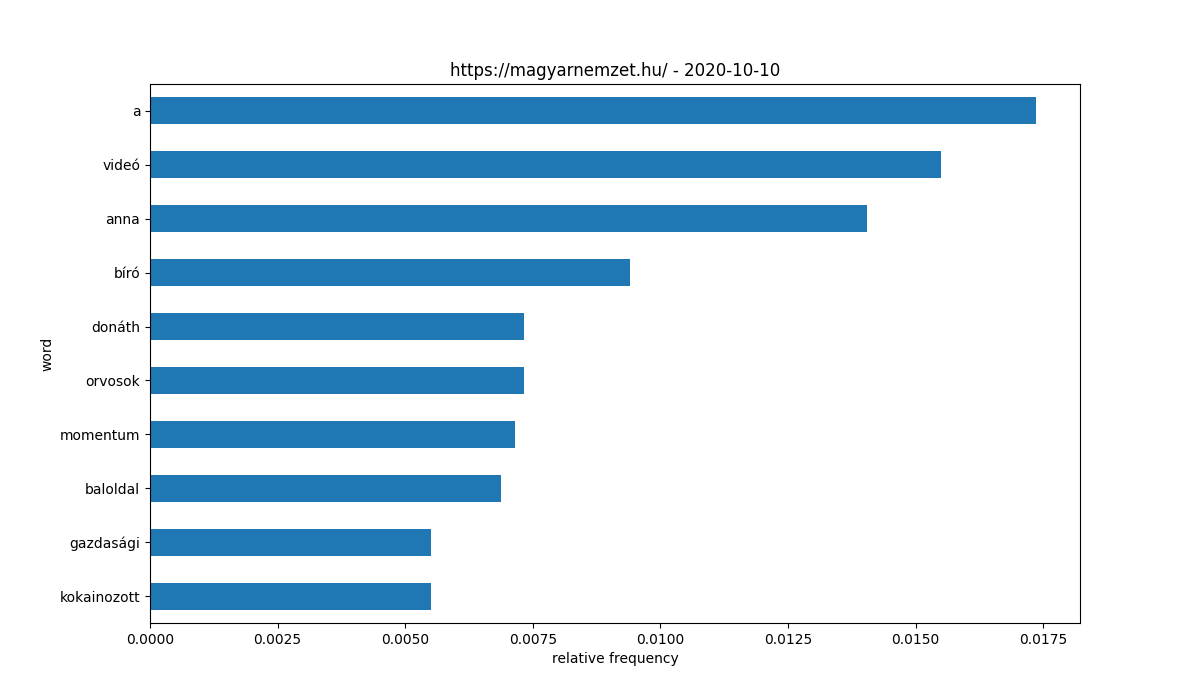 https://magyarnemzet.hu/ - 2020-10-10
a
videó
anna
bíró
donáth
orvosok
momentum
baloldal
gazdasági
kokainozott
word
0.0000 0.0025 0.0050 0.0075 0.0100 0.0125 0.0150 0.0175
relative frequency